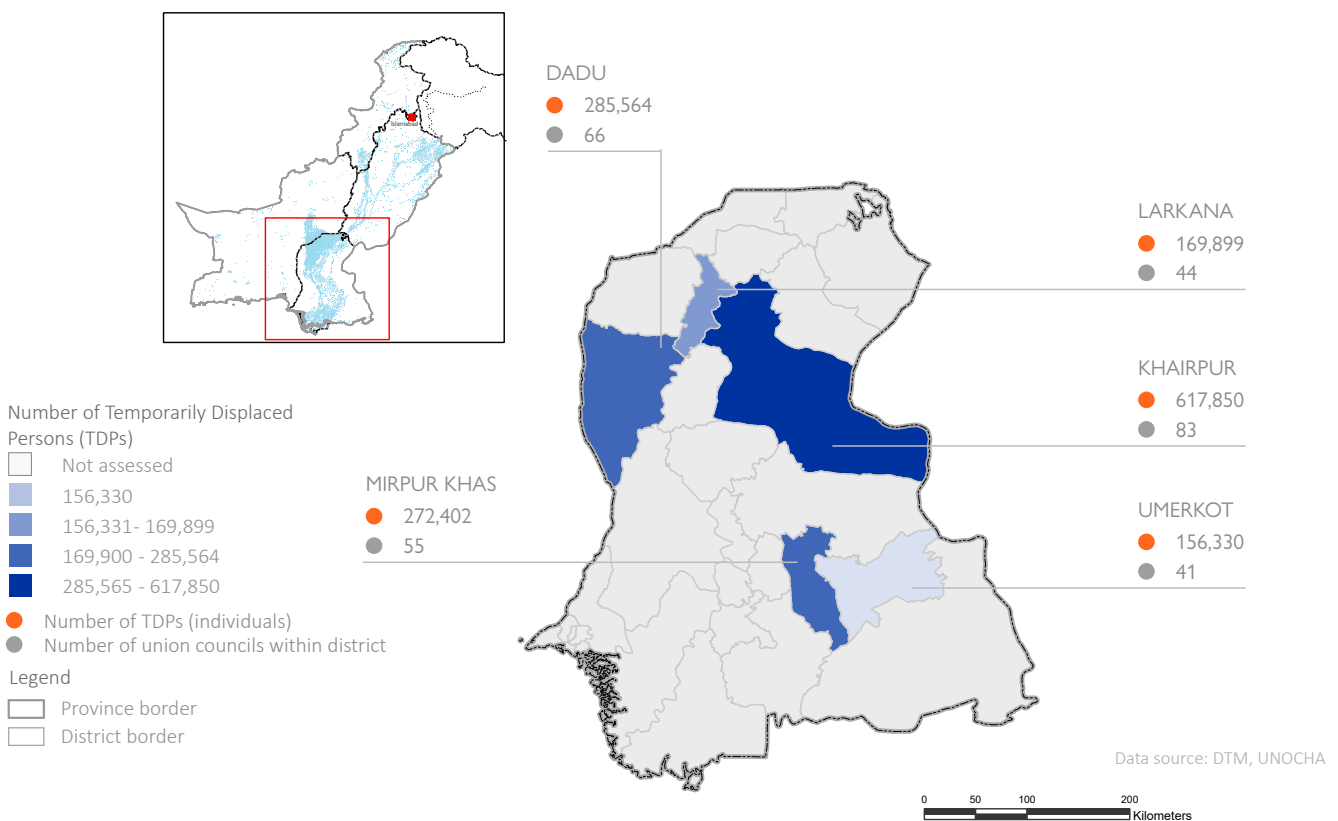 Islamabad
DADU
285,564
66
LARKANA
169,899
44
KHAIRPUR
617,850
83
MIRPUR KHAS
272,402
55
UMERKOT
156,330
41
Number of Temporarily Displaced
Persons (TDPs)
Not assessed
156,330
156,331- 169,899
169,900 - 285,564
285,565 - 617,850
Number of TDPs (individuals)
Number of union councils within district
Legend
Province border
District border
Data source: DTM, UNOCHA
0 50 100 200
Kilometers